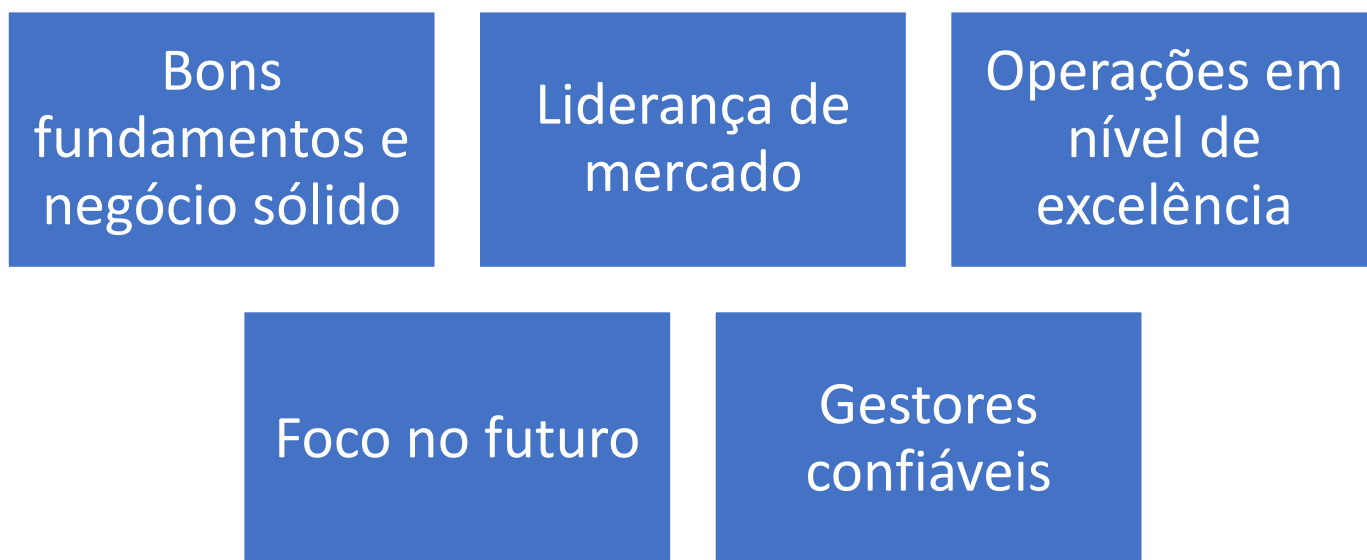 Bons
fundamentos e
negócio sólido
Liderança de
mercado
Operações em
nível de
excelência
Foco no futuro
Gestores
confiáveis